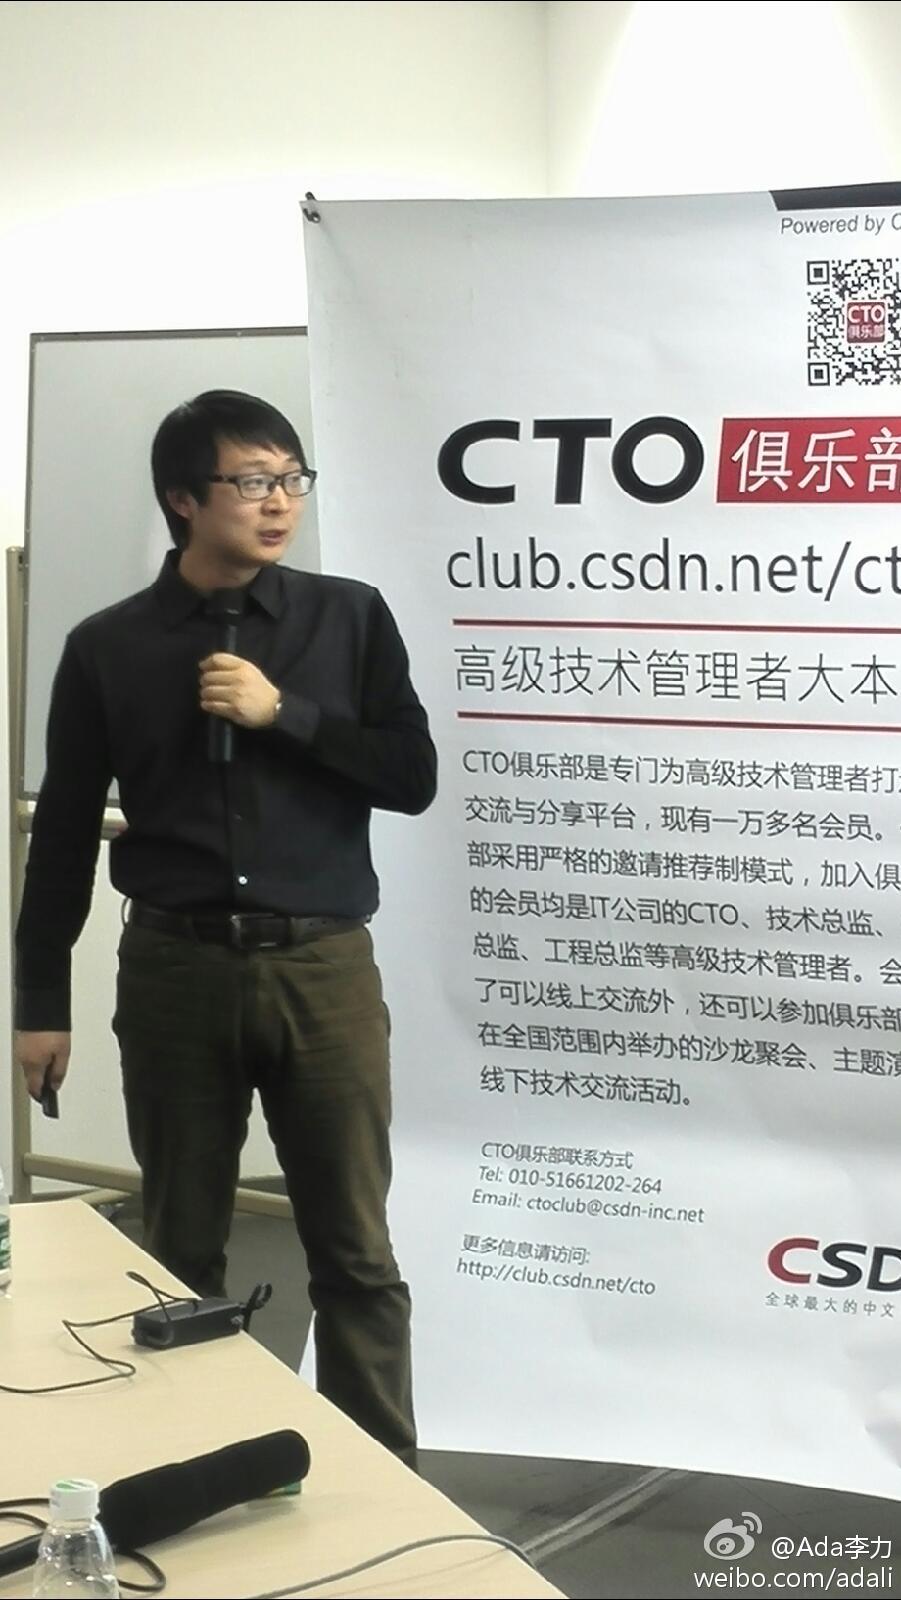 Powered by C
CTO
俱乐部
CTO 俱乐部
club.csdn.net/ct
高级技术管理者大本
CTO俱乐部是专门为高级技术管理者打
交流与分享平台，现有一万多名会员。
部采用严格的邀请推荐制模式，加入俱
的会员均是IT公司的CTO、技术总监、
总监、工程总监等高级技术管理者。会
了可以线上交流外，还可以参加俱乐部
在全国范围内举办的沙龙聚会、主题演
线下技术交流活动。
CTO俱乐部联系方式
Tel: 010-51661202-264
Email: ctoclub@csdn-inc.net
更多信息请访问:
http://club.csdn.net/cto
CSD
全球最大的中文
@Ada李力
weibo.com/adali